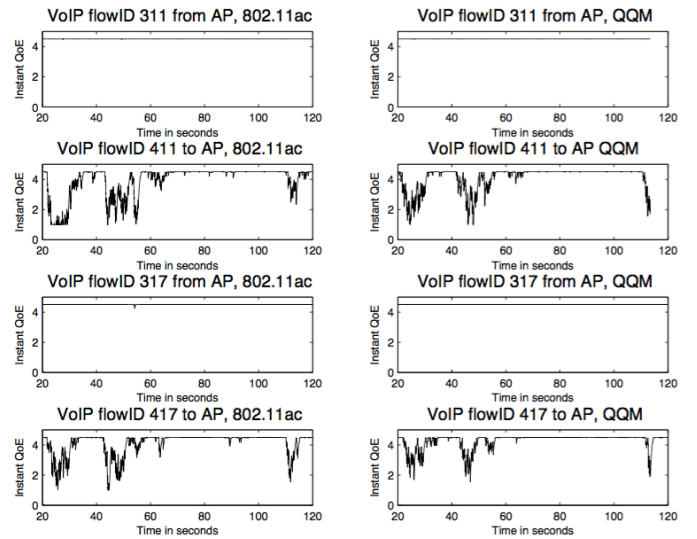 VoIP flowID 311 from AP, 802.11ac
Instant QoE
4
2
0
20 40 60 80 100 120
Time in seconds
VoIP flowID 311 from AP, QQM
Instant QoE
4
2
0
20 40 60 80 100 120
Time in seconds
VoIP flowID 411 to AP, 802.11ac
Instant QoE
4
2
0
20 40 60 80 100 120
Time in seconds
VoIP flowID 411 to AP QQM
Instant QoE
4
2
0
20 40 60 80 100 120
Time in seconds
VoIP flowID 317 from AP, 802.11ac
Instant QoE
4
2
0
20 40 60 80 100 120
Time in seconds
VoIP flowID 317 from AP, QQM
Instant QoE
4
2
0
20 40 60 80 100 120
Time in seconds
VoIP flowID 417 to AP, 802.11ac
Instant QoE
4
2
0
20 40 60 80 100 120
Time in seconds
VoIP flowID 417 to AP, QQM
Instant QoE
4
2
0
20 40 60 80 100 120
Time in seconds